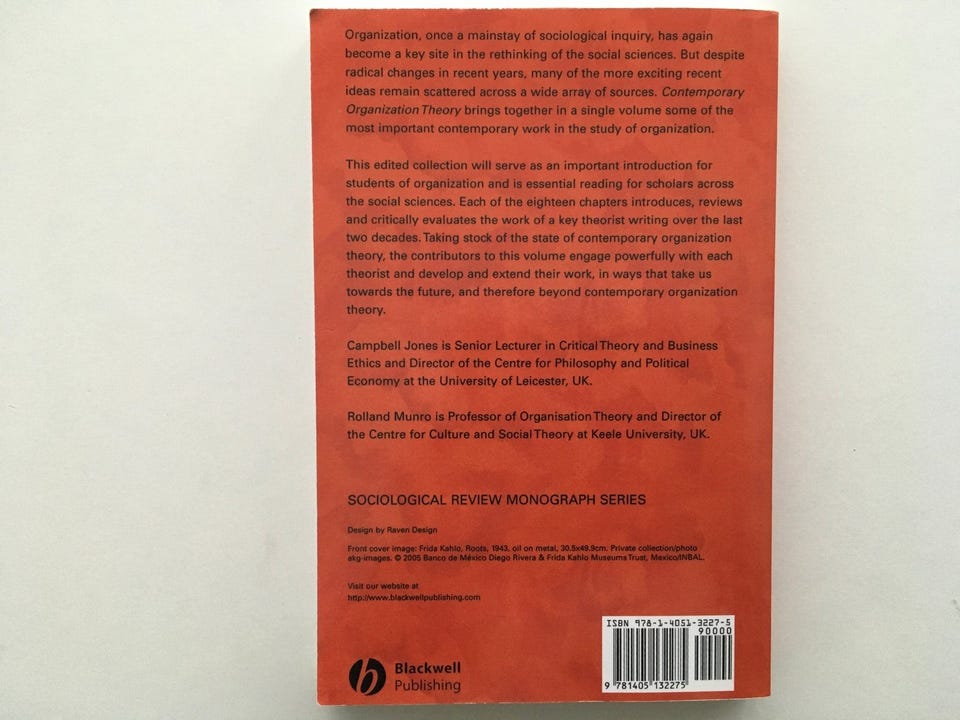 Organization, once a mainstay of sociological inquiry, has again
become a key site in the rethinking of the social sciences. But despite
radical changes in recent years, many of the more exciting recent
ideas remain scattered across a wide array of sources. Contemporary
Organization Theory brings together in a single volume some of the
most important contemporary work in the study of organization.
This edited collection will serve as an important introduction for
students of organization and is essential reading for scholars across
the social sciences. Each of the eighteen chapters introduces, reviews
and critically evaluates the work of a key theorist writing over the last
two decades. Taking stock of the state of contemporary organization
theory, the contributors to this volume engage powerfully with each
theorist and develop and extend their work, in ways that take us
towards the future, and therefore beyond contemporary organization
theory.
Campbell Jones is Senior Lecturer in Critical Theory and Business
Ethics and Director of the Centre for Philosophy and Political
Economy at the University of Leicester, UK.
Rolland Munro is Professor of Organisation Theory and Director of
the Centre for Culture and Social Theory at Keele University, UK.
SOCIOLOGICAL REVIEW MONOGRAPH SERIES
Design by Raven Design
Front cover image: Frida Kahlo, Roots, 1943, oil on metal, 30.5x49.9cm. Private collection/photo
akg-images. © 2005 Banco de México Diego Rivera & Frida Kahlo Museums Trust, Mexico/INBAL.
Visit our website at
http://www.blackwellpublishing.com
ISBN 978-1-4051-3227-5
90000
9 781405 132275
b Blackwell
Publishing